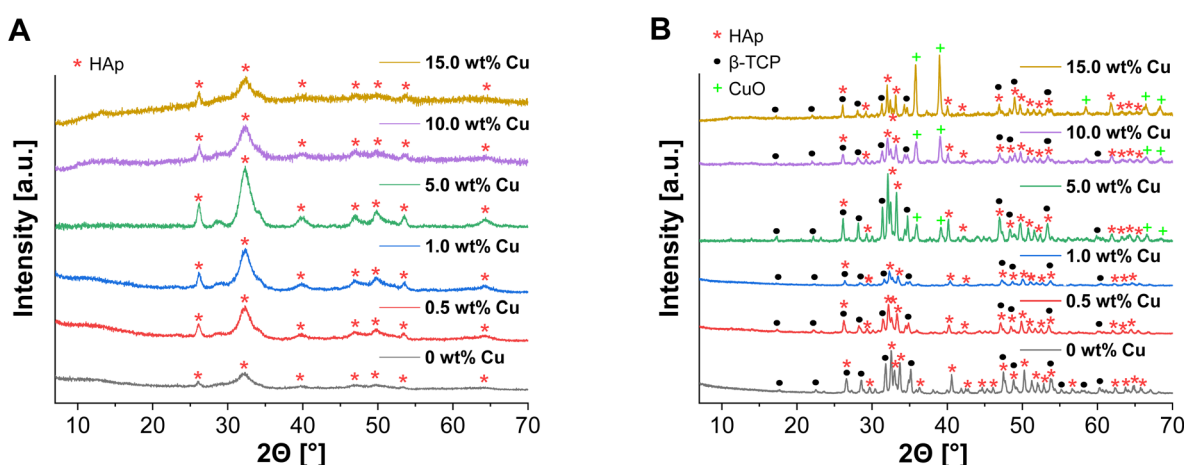 A
* HAp
15.0 wt% Cu
10.0 wt% Cu
5.0 wt% Cu
1.0 wt% Cu
0.5 wt% Cu
0 wt% Cu
Intensity [a.u.]
10 20 30 40 50 60 70
2Θ [°]
B
* HAp
• β-TCP
+ CuO
15.0 wt% Cu
10.0 wt% Cu
5.0 wt% Cu
1.0 wt% Cu
0.5 wt% Cu
0 wt% Cu
Intensity [a.u.]
10 20 30 40 50 60 70
2Θ [°]